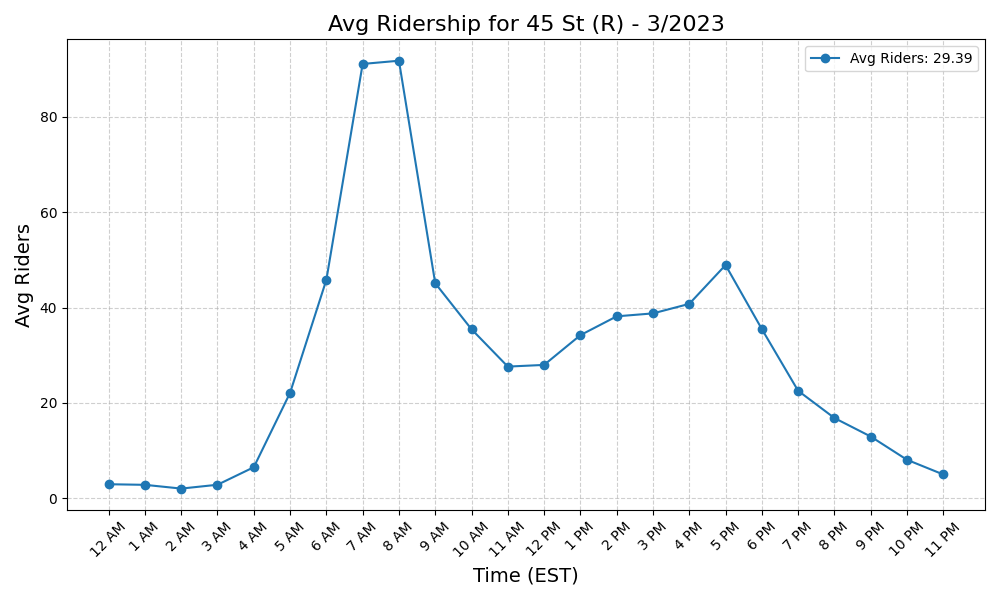 Avg Ridership for 45 St (R) - 3/2023
Avg Riders: 29.39
Avg Riders
80
60
40
20
0
12 AM
1 AM
2 AM
3 AM
4 AM
5 AM
6 AM
7 AM
8 AM
9 AM
10 AM
11 AM
12 PM
1 PM
2 PM
3 PM
4 PM
5 PM
6 PM
7 PM
8 PM
9 PM
10 PM
11 PM
Time (EST)